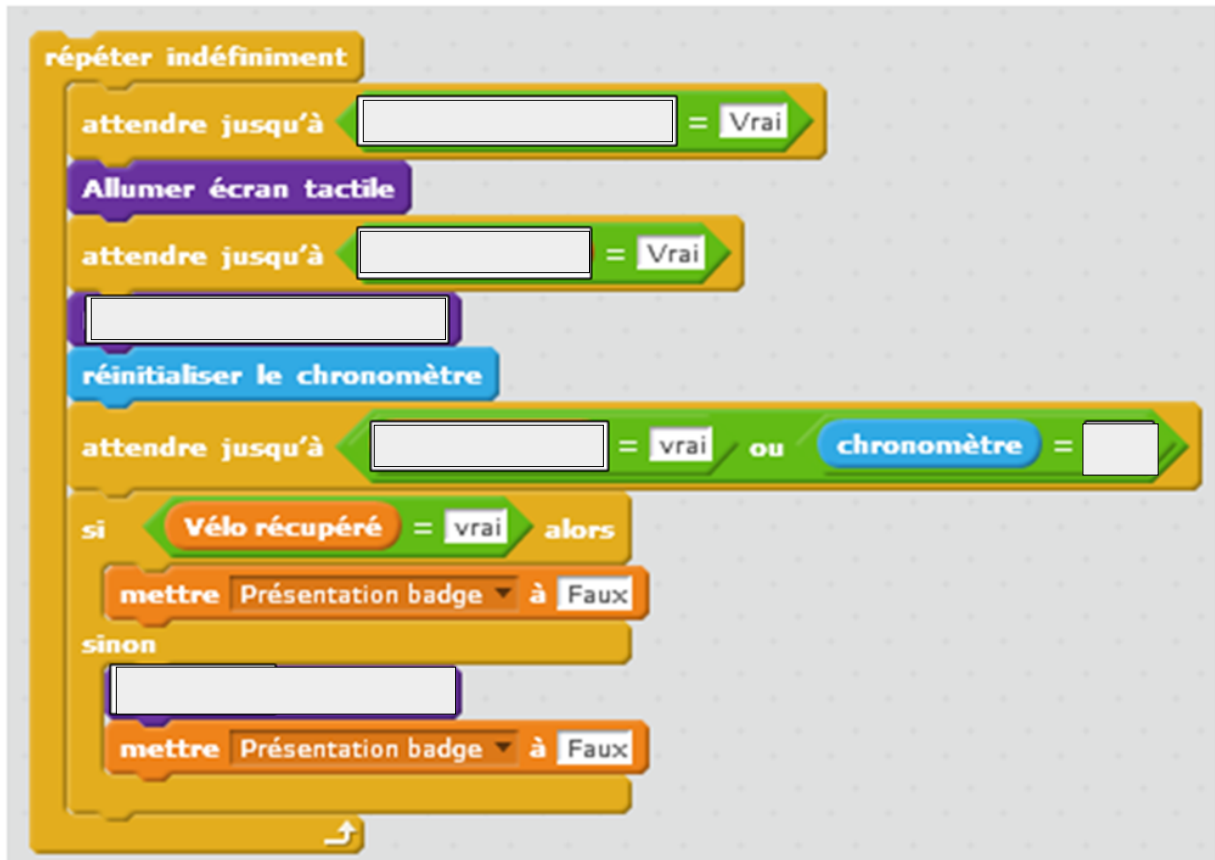 répéter indéfiniment
attendre jusqu'à = Vrai
Allumer écran tactile
attendre jusqu'à = Vrai
réinitialiser le chronomètre
attendre jusqu'à = vrai ou chronomètre =
si Vélo récupéré = vrai alors
mettre Présentation badge à Faux
sinon
mettre Présentation badge à Faux